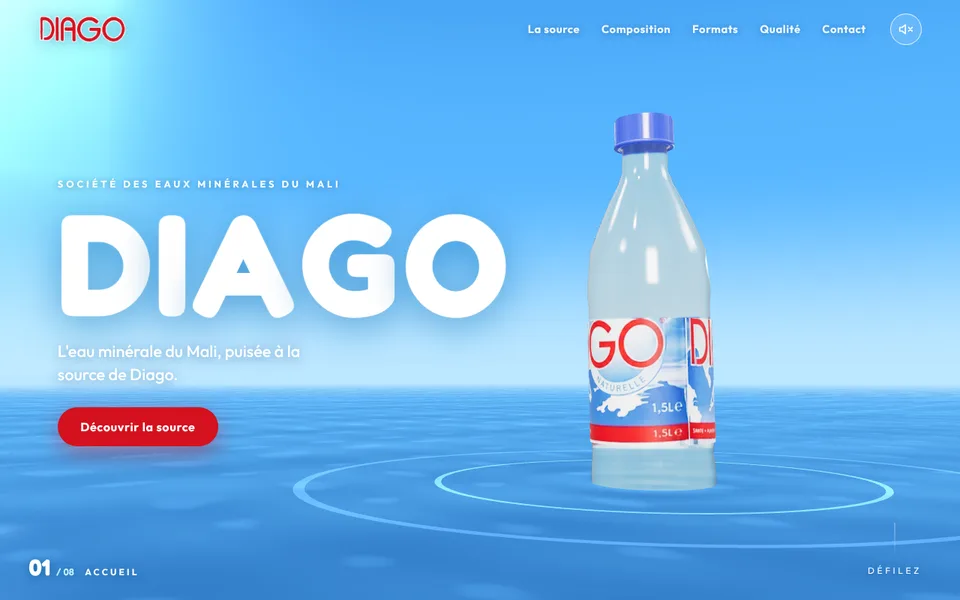 DIAGO
La source
Composition
Formats
Qualité
Contact
SOCIÉTÉ DES EAUX MINÉRALES DU MALI
DIAGO
L'eau minérale du Mali, puisée à la
source de Diago.
Découvrir la source
GO
DI
NATURELLE
1,5L℮
1,5L℮
01 / 08 ACCUEIL
DÉFILEZ